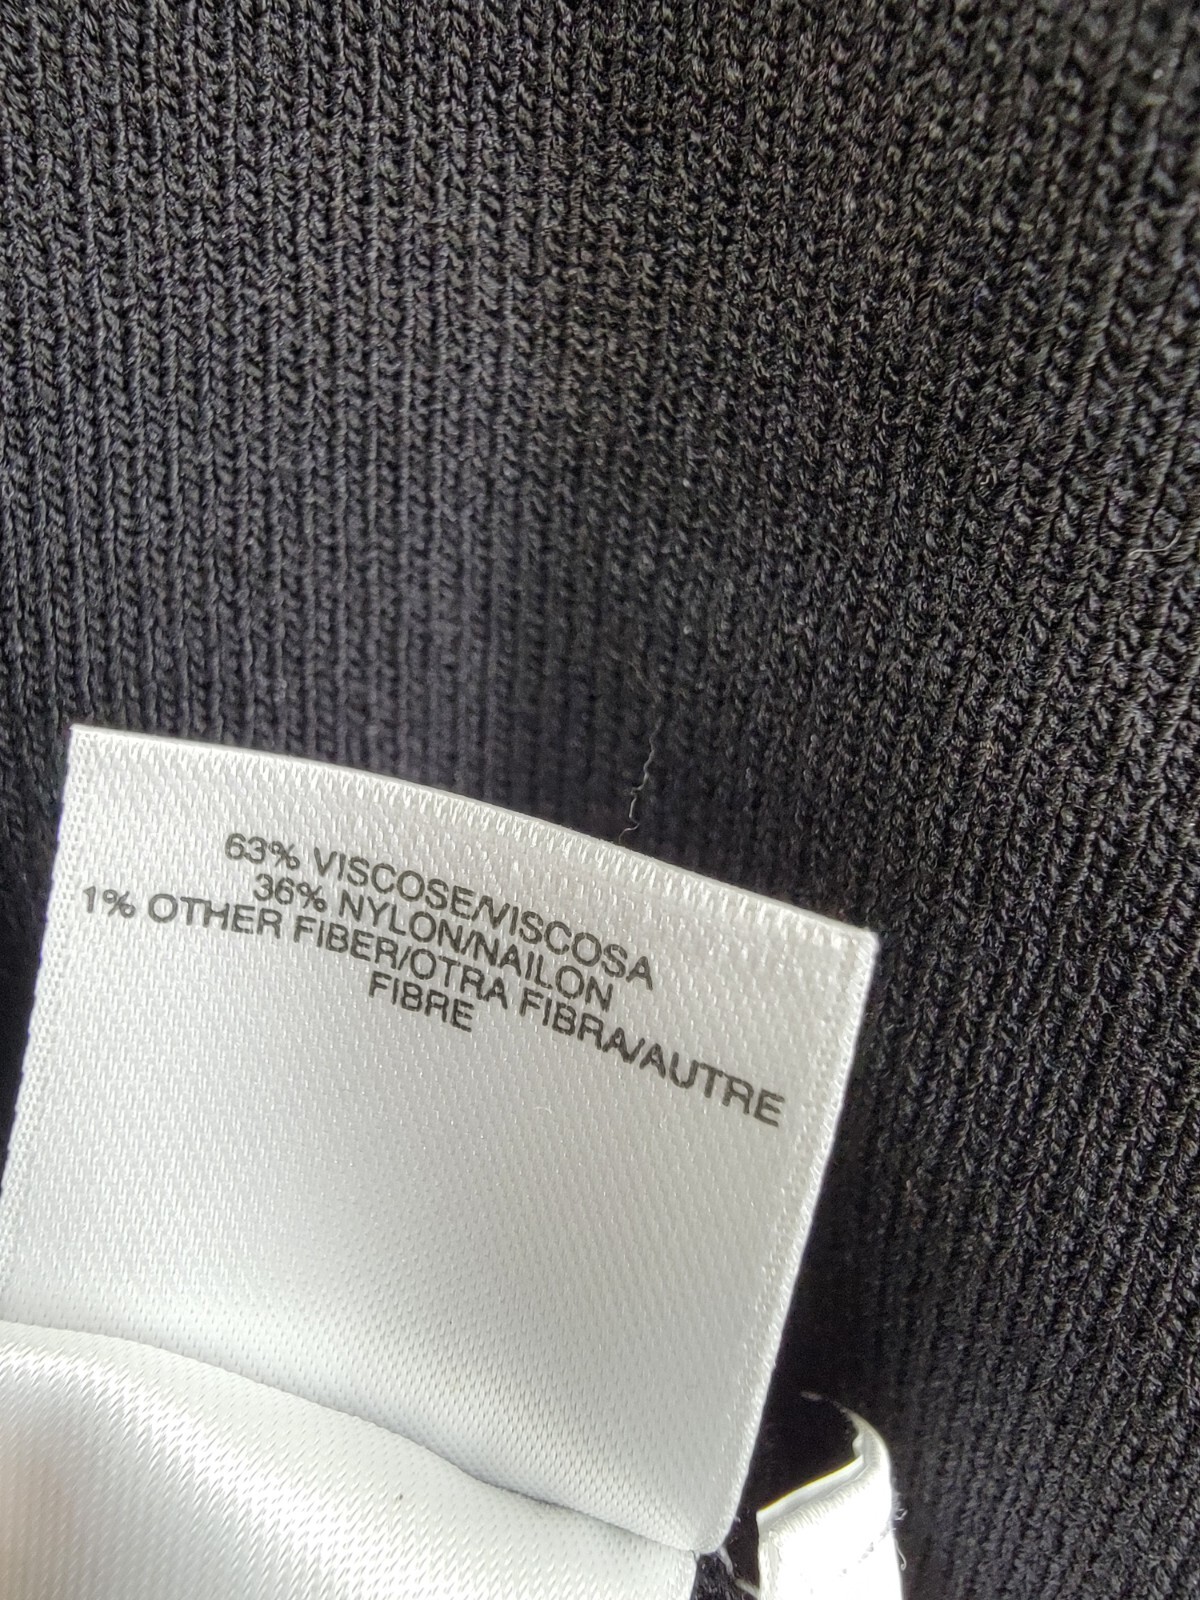 63% VISCOSE/VISCOSA
36% NYLON/NAILON
1% OTHER FIBER/OTRA FIBRA/AUTRE
FIBRE